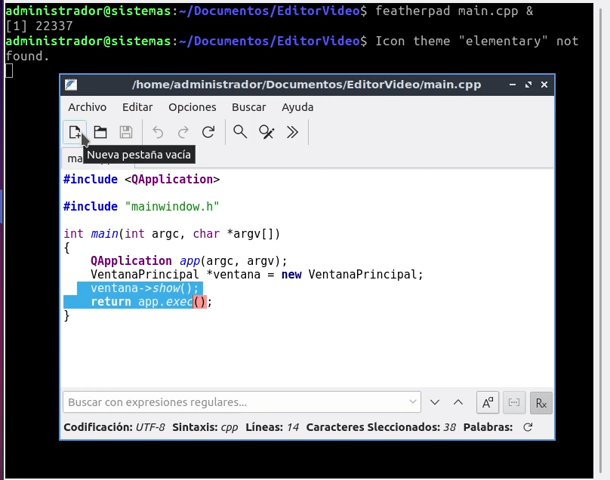 administrador@sistemas:~/Documentos/EditorVideo$ featherpad main.cpp &
[1] 22337
administrador@sistemas:~/Documentos/EditorVideo$ Icon theme "elementary" not
found.
/home/administrador/Documentos/EditorVideo/main.cpp
Archivo Editar Opciones Buscar Ayuda
Nueva pestaña vacía
#include <QApplication>
#include "mainwindow.h"
int main(int argc, char *argv[])
{
QApplication app(argc, argv);
VentanaPrincipal *ventana = new VentanaPrincipal;
ventana->show();
return app.exec();
}
Buscar con expresiones regulares...
Rx
Codificación: UTF-8 Sintaxis: cpp Líneas: 14 Caracteres Sleccionados: 38 Palabras: